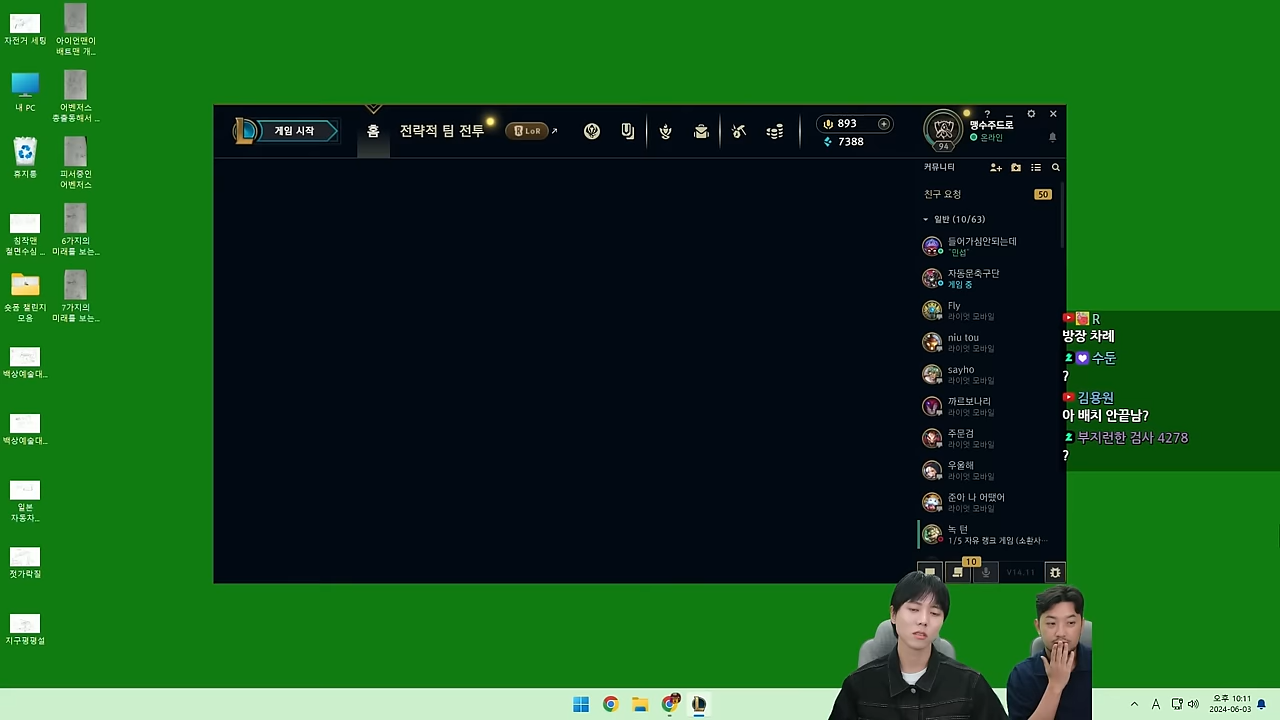 자전거 세팅
아이언맨이
배트맨 개...
내 PC
어벤저스
총출동해서 ...
휴지통
피서중인
어벤저스
침착맨
철면수심 ...
6가지의
미래를 보는...
숏퐁 챌린지
모음
7가지의
미래를 보는...
백상예술대...
백상예술대...
일본
자동차...
젓가락질
지구평평설
게임 시작
홈
전략적 팀 전투
LoR
893
7388
94
맹수주드로
온라인
커뮤니티
친구 요청
50
일반 (10/63)
들어가심안되는데
"민섭"
자동문축구단
게임 중
Fly
라이엇 모바일
niu tou
라이엇 모바일
sayho
라이엇 모바일
까르보나리
라이엇 모바일
주문검
라이엇 모바일
우울해
라이엇 모바일
준아 나 어땠어
라이엇 모바일
녹 턴
1/5 자유 랭크 게임 (소환사...
10
V14.11
R
방장 차례
수둔
?
김용원
아 배치 안끝남?
부지런한 검사 4278
?
A
오후 10:11
2024-06-03